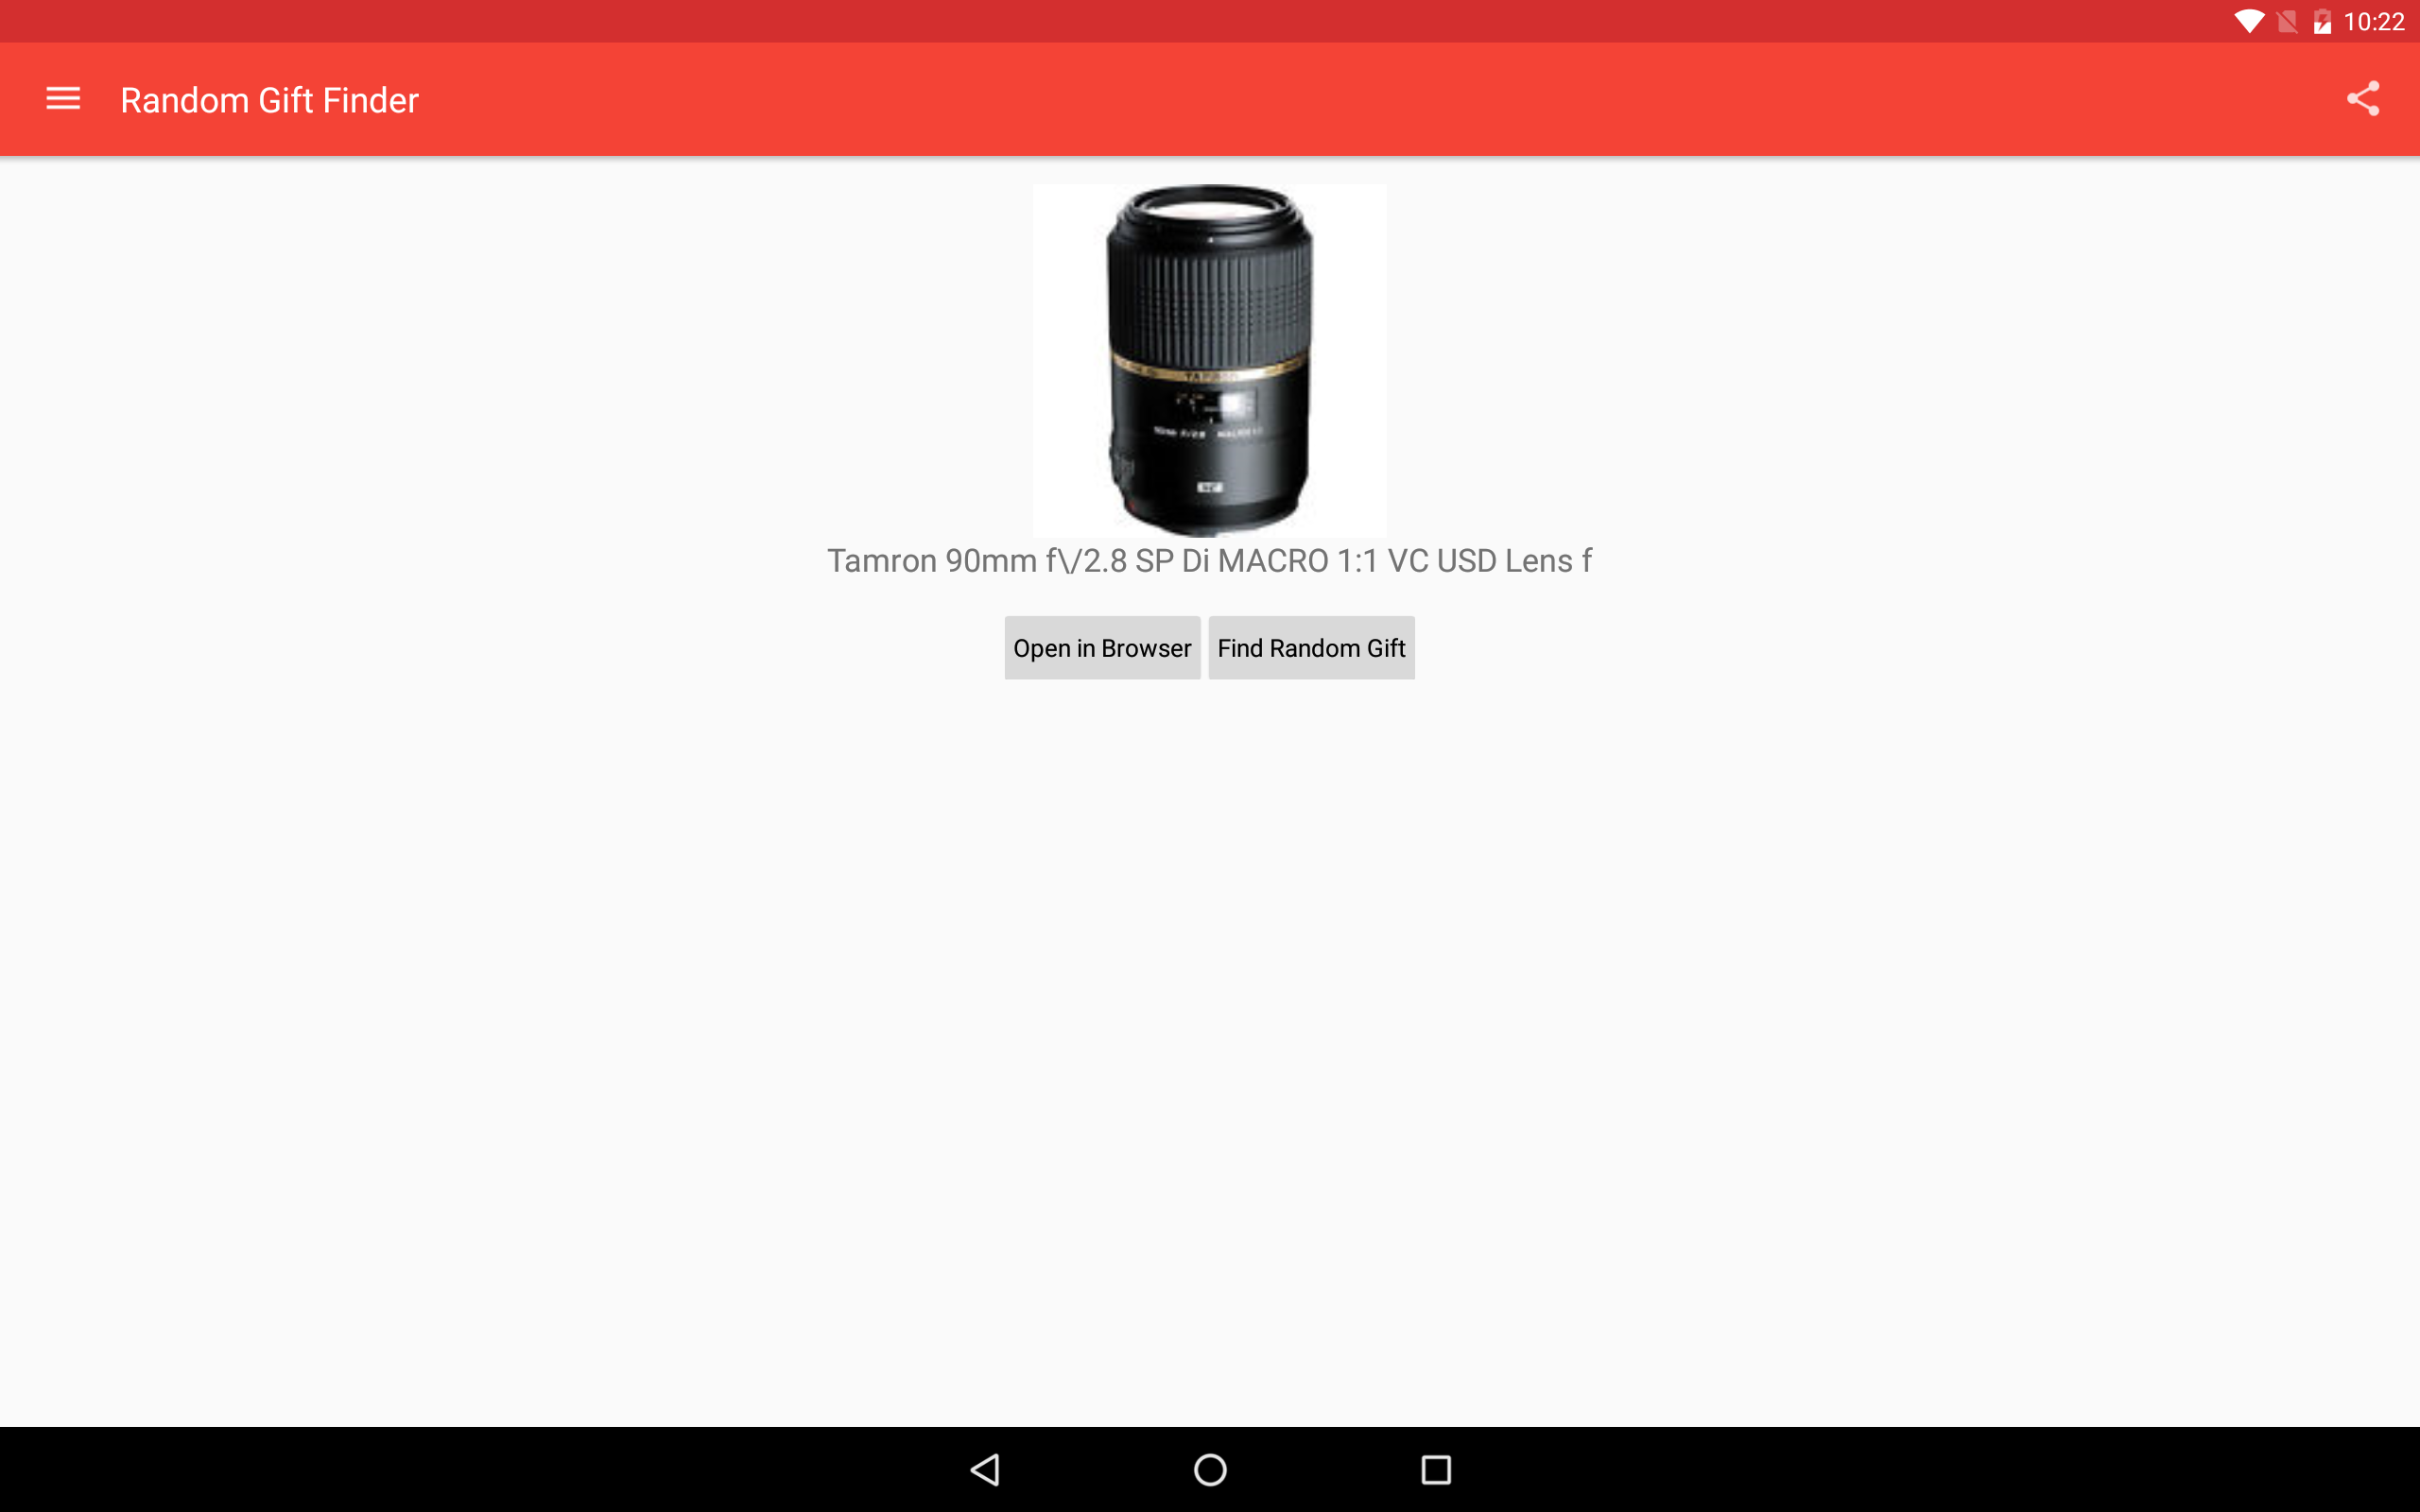 10:22
Random Gift Finder
TAMRON
Tamron 90mm f\/2.8 SP Di MACRO 1:1 VC USD Lens f
Open in Browser
Find Random Gift